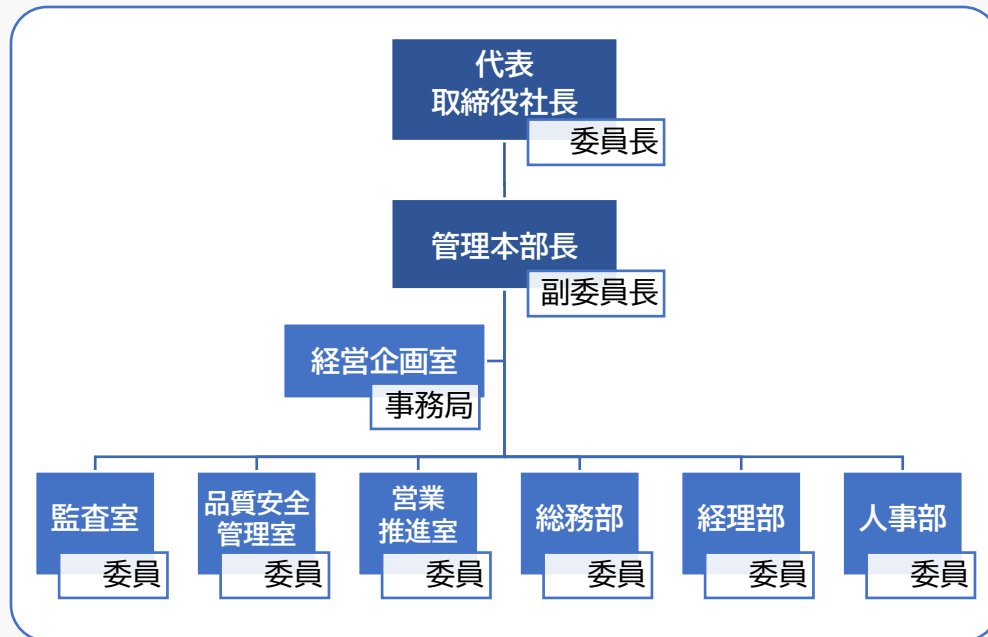 代表
取締役社長
委員長
管理本部長
副委員長
経営企画室
事務局
監査室
委員
品質安全
管理室
委員
営業
推進室
委員
総務部
委員
経理部
委員
人事部
委員